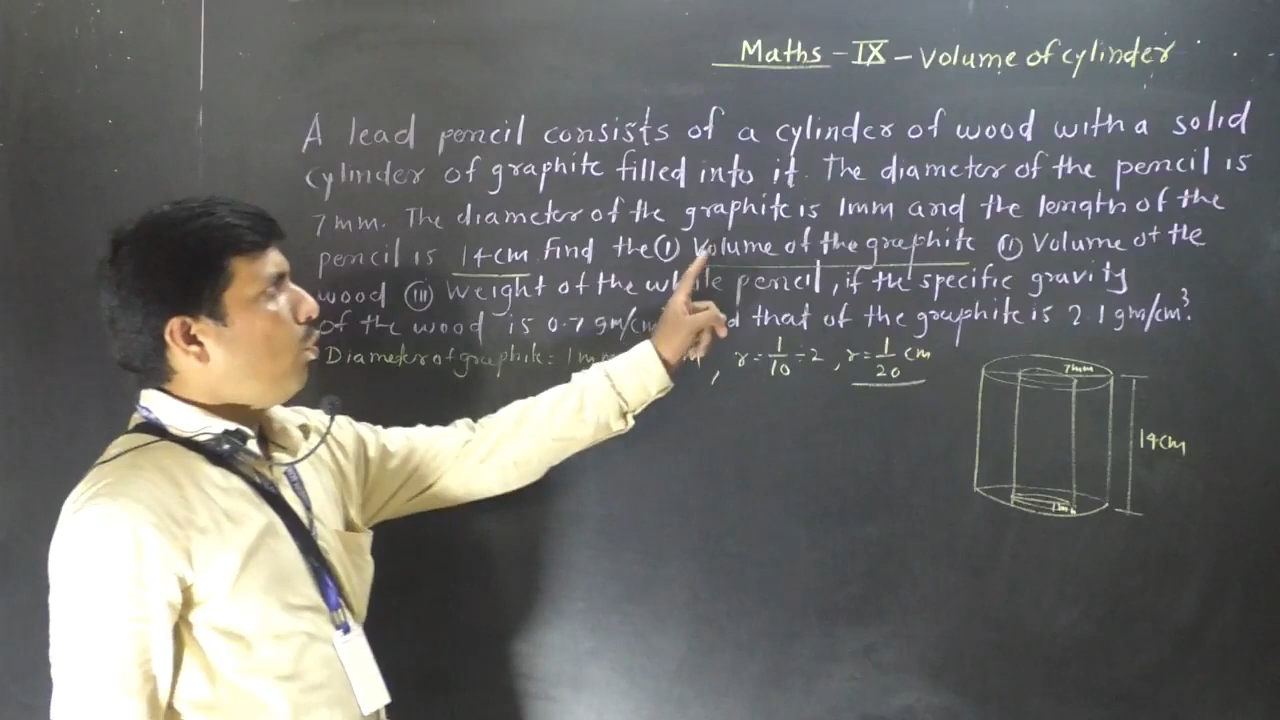 Maths - IX - Volume of cylinder
A lead pencil consists of a cylinder of wood with a solid
cylinder of graphite filled into it. The diameter of the pencil is
7mm. The diameter of the graphite is 1mm and the length of the
pencil is 14cm find the (I) Volume of the graphite (II) Volume of the
wood (III) Weight of the whole pencil, if the specific gravity
of the wood is 0.7 gm/cm³ and that of the graphite is 2.1 gm/cm³.
Diameter of graphite = 1 mm , r = 1/10 ÷ 2 , r = 1/20 cm
7mm
14cm